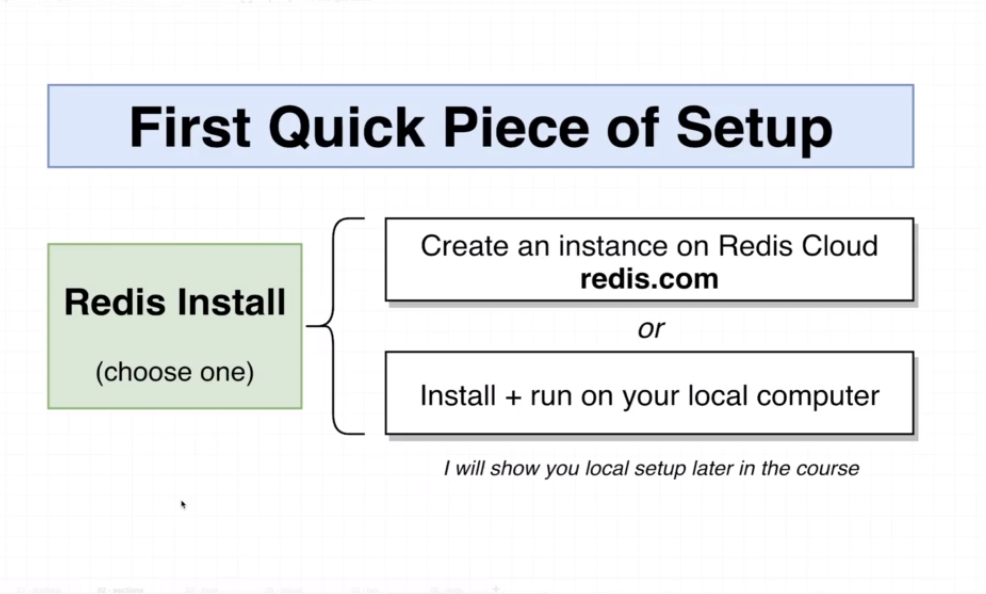 First Quick Piece of Setup
Redis Install
(choose one)
Create an instance on Redis Cloud
redis.com
or
Install + run on your local computer
I will show you local setup later in the course